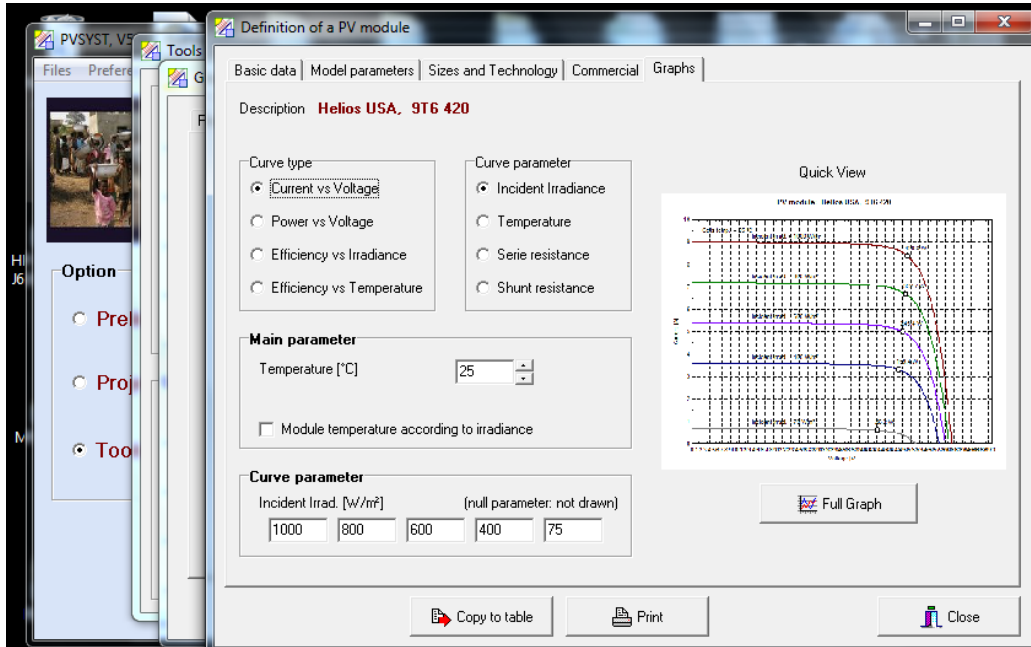 Definition of a PV module
PVSYST, V5
Tools
Files Prefere
G
Basic data Model parameters Sizes and Technology Commercial Graphs
F
Description Helios USA, 9T6 420
Curve type
Current vs Voltage
Power vs Voltage
Efficiency vs Irradiance
Efficiency vs Temperature
Curve parameter
Incident Irradiance
Temperature
Serie resistance
Shunt resistance
Quick View
PV module Helios USA, 9T6 420
HI
J6
Option
Prel
Proj
Too
M
Main parameter
Temperature [°C] 25
Module temperature according to irradiance
Curve parameter
Incident Irrad. [W/m²] (null parameter: not drawn)
1000 800 600 400 75
Full Graph
Copy to table Print Close